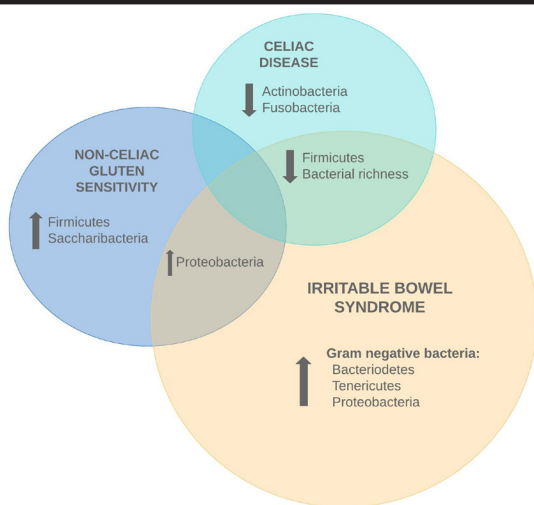 CELIAC
DISEASE
Actinobacteria
Fusobacteria
NON-CELIAC
GLUTEN
SENSITIVITY
Firmicutes
Saccharibacteria
Firmicutes
Bacterial richness
Proteobacteria
IRRITABLE BOWEL
SYNDROME
Gram negative bacteria:
Bacteriodetes
Tenericutes
Proteobacteria